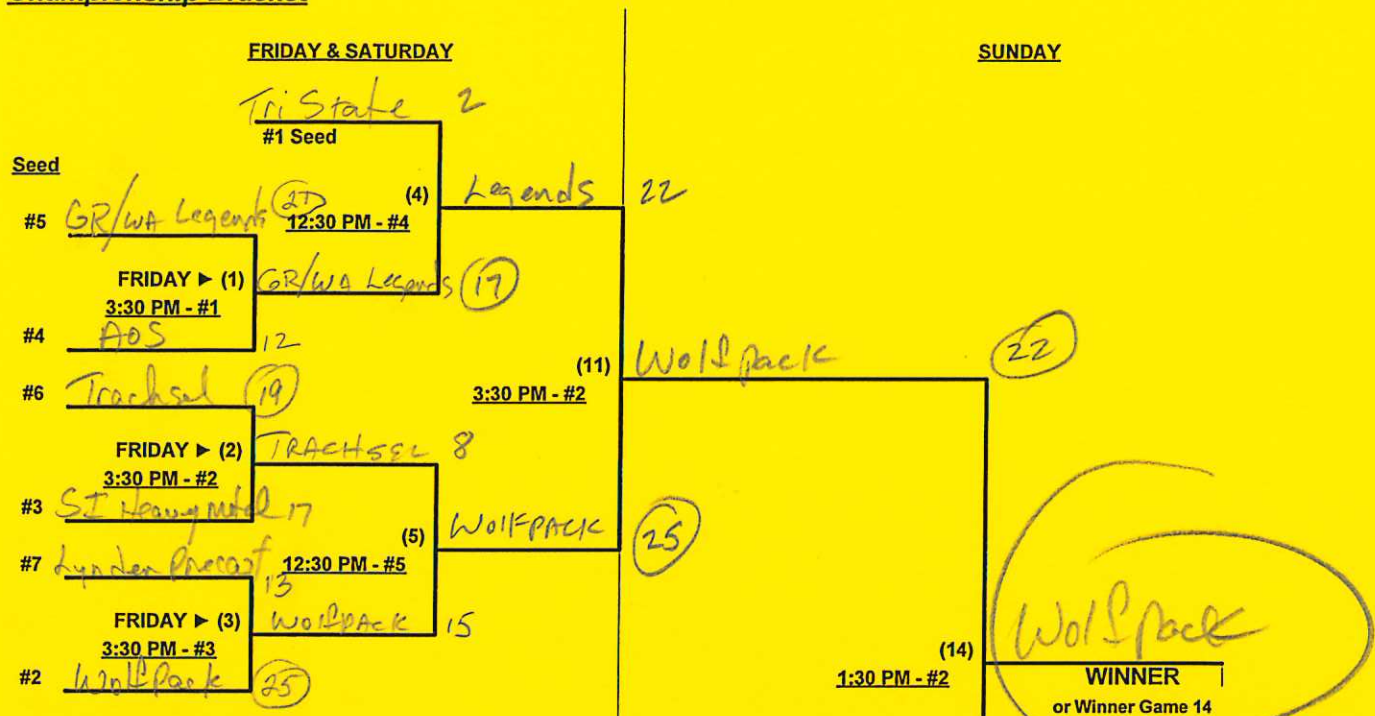 Championship Bracket
FRIDAY & SATURDAY
SUNDAY
Tri State 2
#1 Seed
Seed
(4)
Legends 22
#5 GR/WA Legends 27
12:30 PM - #4
FRIDAY ► (1)
GR/WA Legends 17
3:30 PM - #1
#4 AOS 12
(11)
Wolfpack 22
3:30 PM - #2
#6 Trachsel 19
FRIDAY ► (2)
TRACHSEL 8
3:30 PM - #2
#3 SI Heavy Metal 17
(5)
WOLFPACK 25
#7 Lynden Precast 13
12:30 PM - #5
FRIDAY ► (3)
WOLFPACK 15
3:30 PM - #3
#2 Wolfpack 25
Wolfpack
(14)
1:30 PM - #2
WINNER
or Winner Game 14